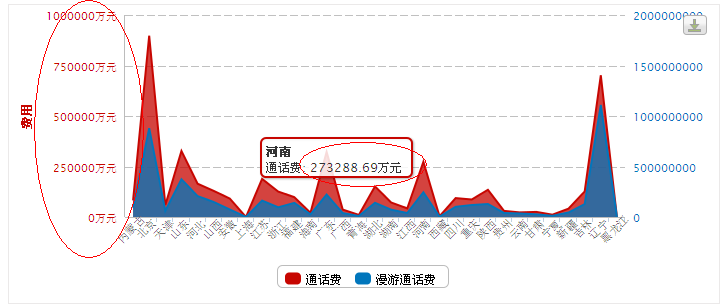 1000000万元
750000万元
500000万元
250000万元
0万元
费用
2000000000
1500000000
1000000000
500000000
0
河南
通话费: 273288.69万元
内蒙古
北京
天津
山东
河北
山西
安徽
上海
江苏
浙江
福建
海南
广东
广西
青海
湖北
湖南
江西
河南
西藏
四川
重庆
陕西
贵州
云南
甘肃
宁夏
新疆
吉林
辽宁
黑龙江
通话费
漫游通话费